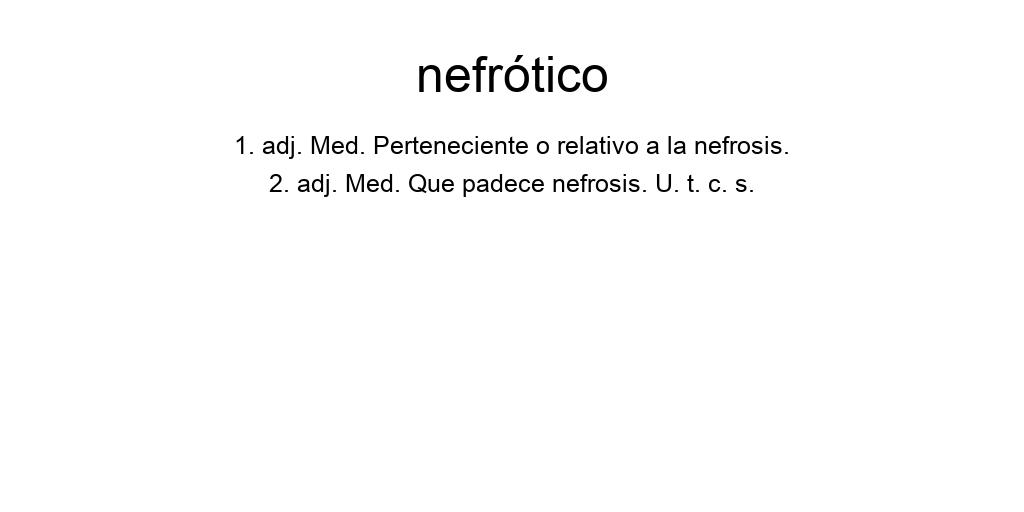 nefrótico
1. adj. Med. Perteneciente o relativo a la nefrosis.
2. adj. Med. Que padece nefrosis. U. t. c. s.